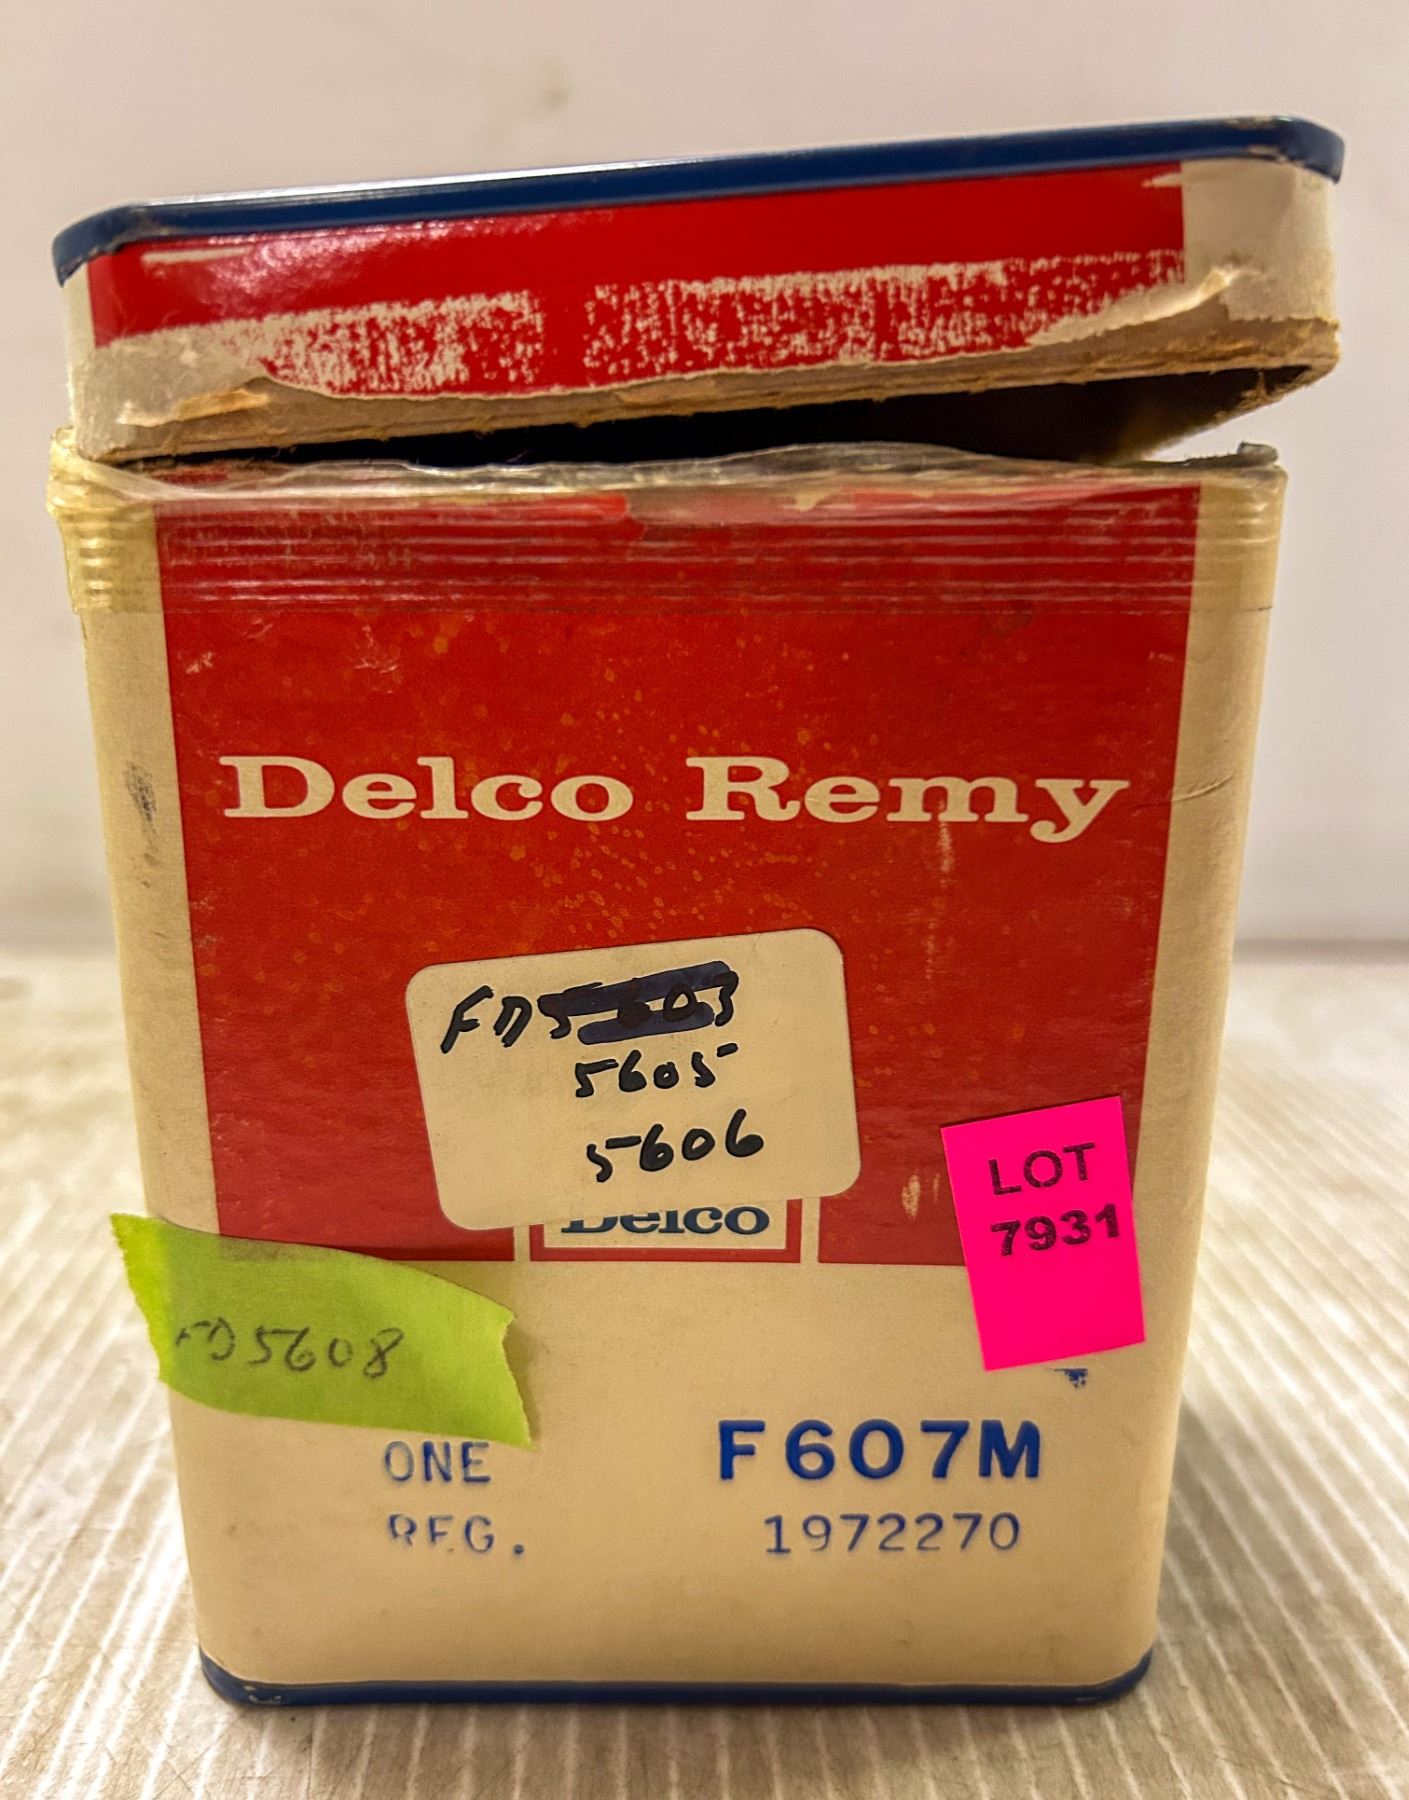 Delco Remy
FD5603
5605
5606
Delco
LOT
7931
FD5608
ONE
REG.
F607M
1972270